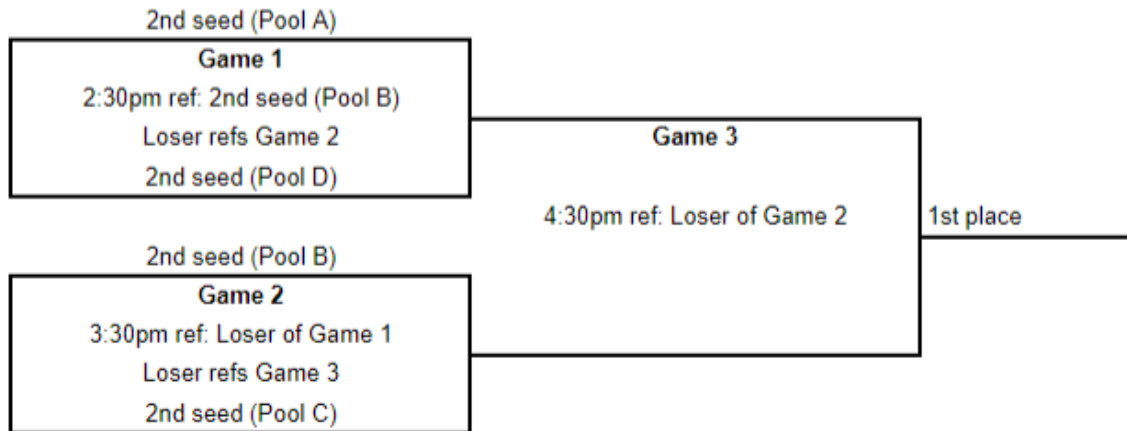 2nd seed (Pool A)
Game 1
2:30pm ref: 2nd seed (Pool B)
Loser refs Game 2
2nd seed (Pool D)
Game 3
4:30pm ref: Loser of Game 2
1st place
2nd seed (Pool B)
Game 2
3:30pm ref: Loser of Game 1
Loser refs Game 3
2nd seed (Pool C)